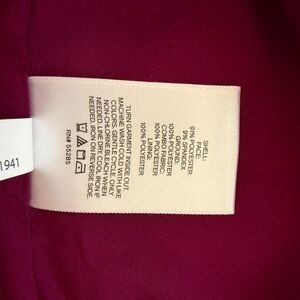 SHELL:
FACE:
91% POLYESTER
9% SPANDEX
GROUND:
100% POLYESTER
COMBO FABRIC:
100% POLYESTER
LINING:
100% POLYESTER
TURN GARMENT INSIDE OUT.
MACHINE WASH COLD WITH LIKE
COLORS. GENTLE CYCLE. ONLY
NON-CHLORINE BLEACH WHEN
NEEDED. LINE DRY. COOL IRON IF
NEEDED. IRON ON REVERSE SIDE.
RN# 55285
1941